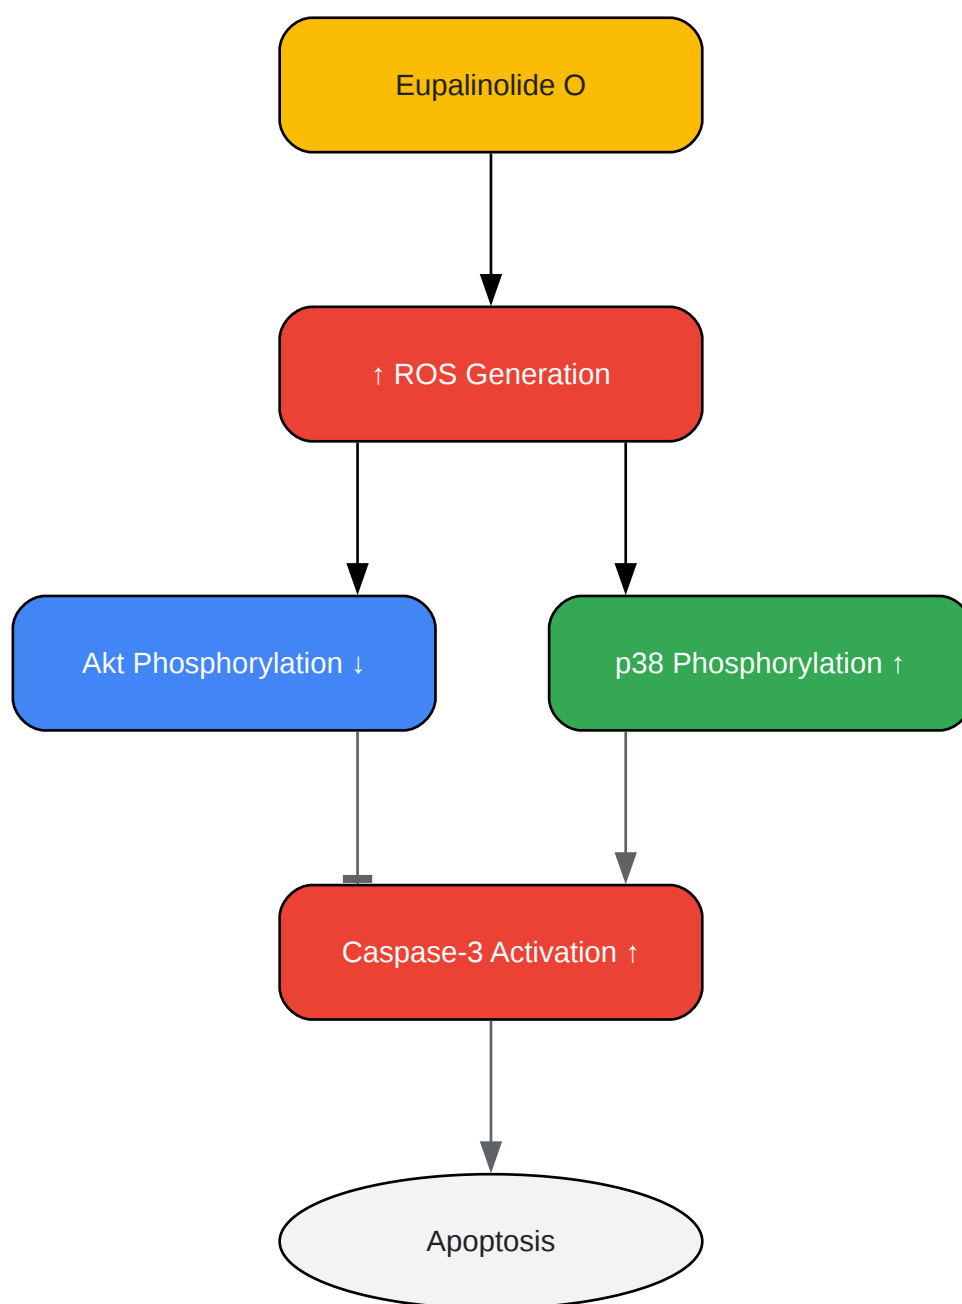 Eupalinolide O
↑ ROS Generation
Akt Phosphorylation ↓
p38 Phosphorylation ↑
Caspase-3 Activation ↑
Apoptosis